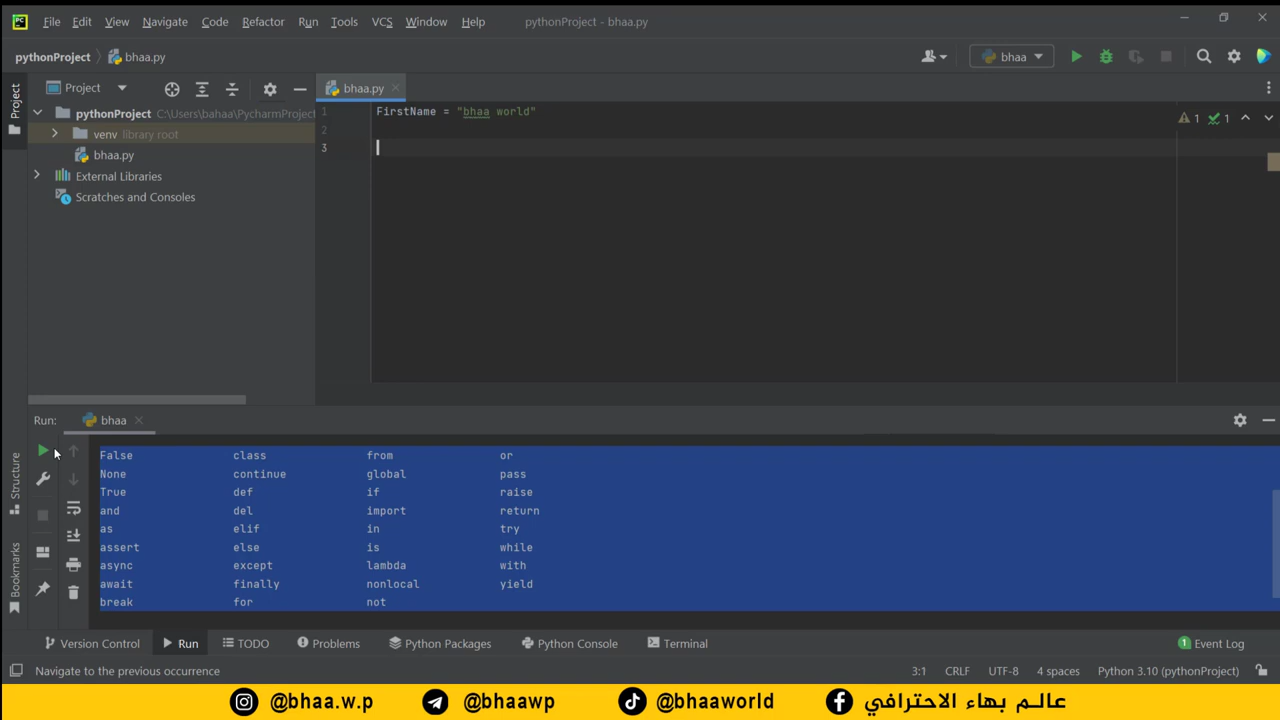 File Edit View Navigate Code Refactor Run Tools VCS Window Help pythonProject - bhaa.py
pythonProject bhaa.py bhaa
Project Project bhaa.py
pythonProject C:\Users\bahaa\PycharmProject
venv library root
bhaa.py
External Libraries
Scratches and Consoles
1 FirstName = "bhaa world" 1 1
2
3
Run: bhaa
False class from or
None continue global pass
True def if raise
and del import return
as elif in try
assert else is while
async except lambda with
await finally nonlocal yield
break for not
Structure
Bookmarks
Version Control Run TODO Problems Python Packages Python Console Terminal 1 Event Log
Navigate to the previous occurrence 3:1 CRLF UTF-8 4 spaces Python 3.10 (pythonProject)
@bhaa.w.p @bhaawp @bhaaworld عالم بهاء الاحترافي